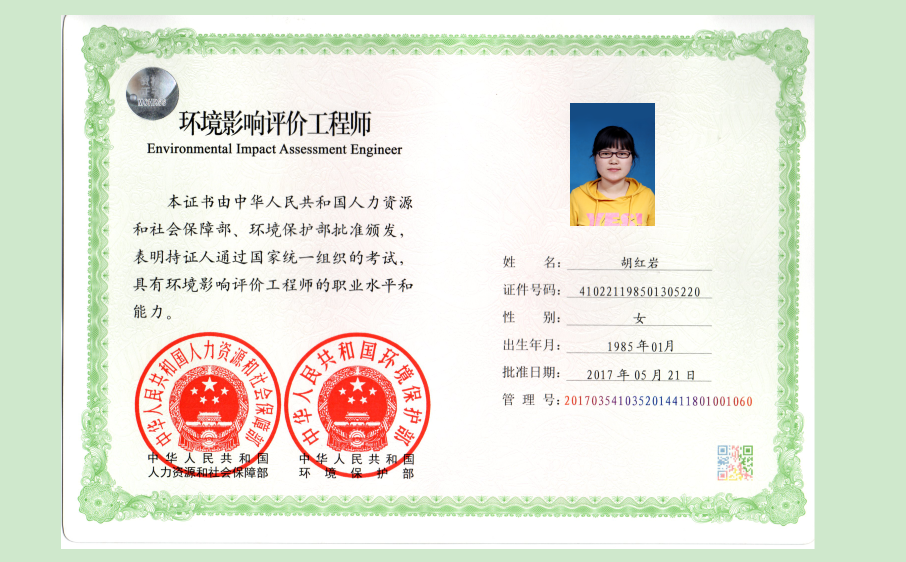 环境影响评价工程师
Environmental Impact Assessment Engineer
本证书由中华人民共和国人力资源
和社会保障部、环境保护部批准颁发，
表明持证人通过国家统一组织的考试，
具有环境影响评价工程师的职业水平和
能力。
中华人民共和国人力资源和社会保障部
中华人民共和国环境保护部
中华人民共和国
人力资源和社会保障部
中华人民共和国
环境保护部
姓名：胡红岩
证件号码：410221198501305220
性别：女
出生年月：1985年01月
批准日期：2017年05月21日
管理号：2017035410352014411801001060